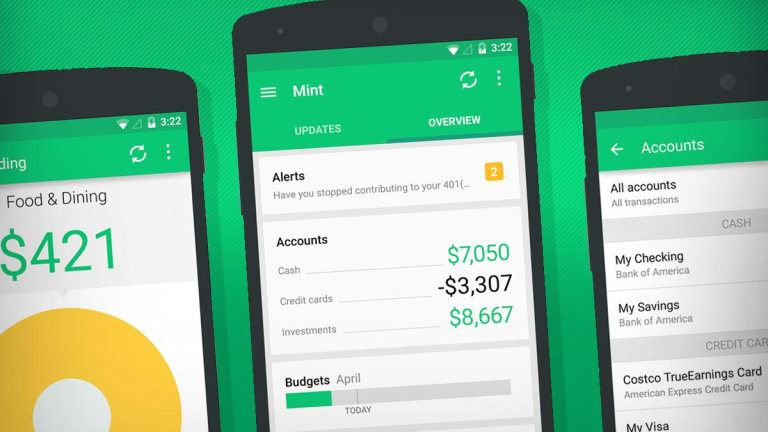 3:22
ding
Food & Dining
$421
3:22
Mint
UPDATES
OVERVIEW
Alerts
2
Have you stopped contributing to your 401(...
Accounts
Cash $7,050
Credit cards -$3,307
Investments $8,667
Budgets April
TODAY
Accounts
All accounts
All transactions
CASH
My Checking
Bank of America
My Savings
Bank of America
CREDIT CAR
Costco TrueEarnings Card
American Express Credit Card
My Visa